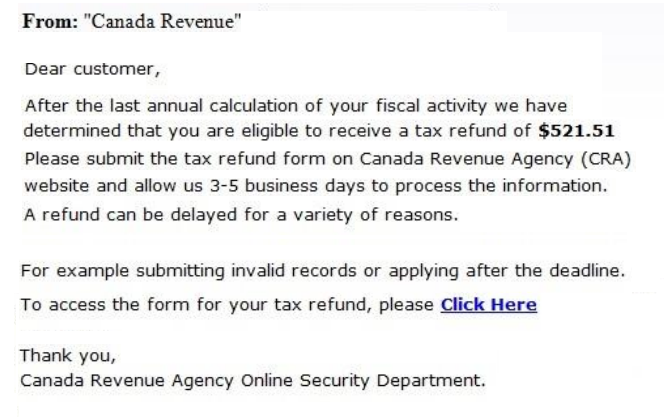 From: "Canada Revenue"
Dear customer,
After the last annual calculation of your fiscal activity we have
determined that you are eligible to receive a tax refund of $521.51
Please submit the tax refund form on Canada Revenue Agency (CRA)
website and allow us 3-5 business days to process the information.
A refund can be delayed for a variety of reasons.
For example submitting invalid records or applying after the deadline.
To access the form for your tax refund, please Click Here
Thank you,
Canada Revenue Agency Online Security Department.